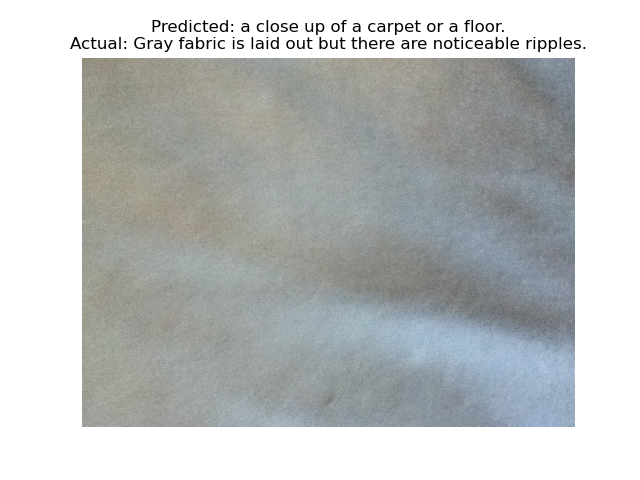 Predicted: a close up of a carpet or a floor.
Actual: Gray fabric is laid out but there are noticeable ripples.